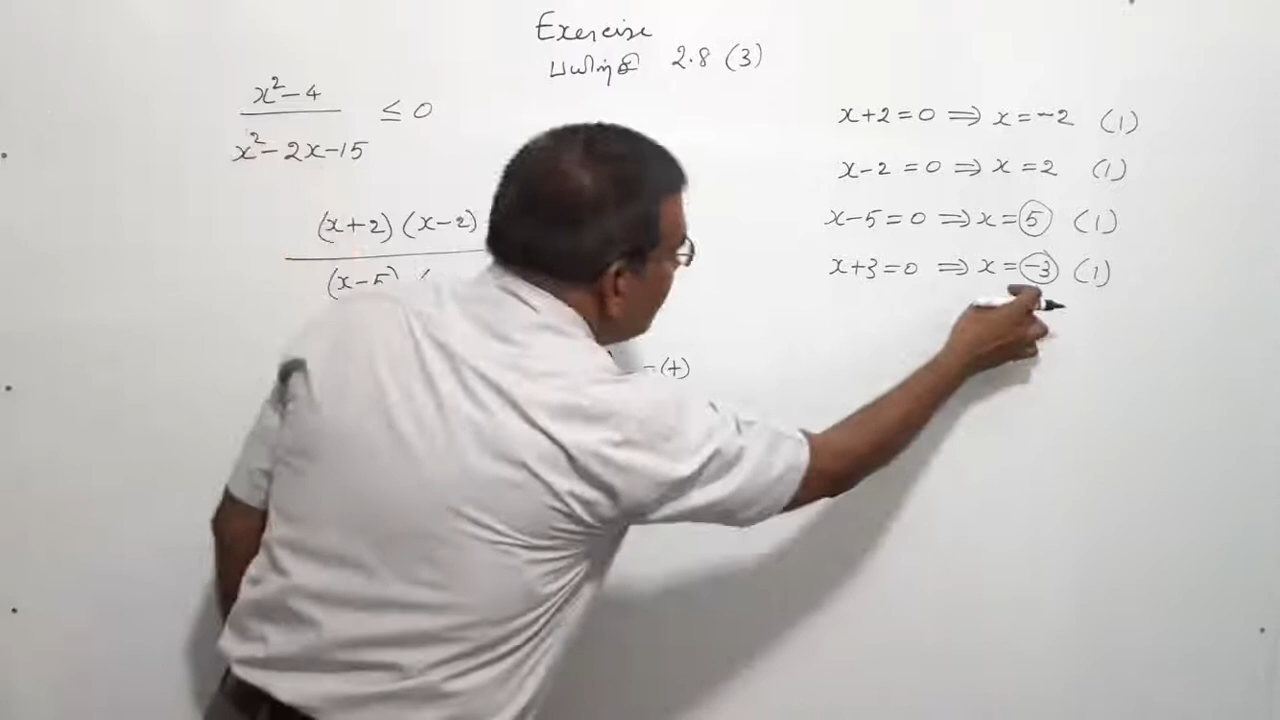 Exercise
பயிற்சி 2.8 (3)
x²-4
≤ 0
x²-2x-15
(x+2) (x-2)
(x-5) (
-(+)
x+2=0 ⟹ x=-2 (1)
x-2=0 ⟹ x=2 (1)
x-5=0 ⟹ x=5 (1)
x+3=0 ⟹ x=-3 (1)